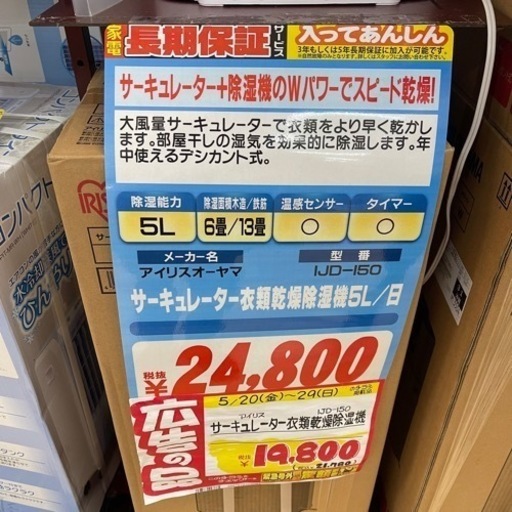 家電 長期保証 サービス 入ってあんしん
3年もしくは5年長期保証に加入が可能です。
サーキュレーター+除湿機のWパワーでスピード乾燥!
大風量サーキュレーターで衣類をより早く乾かし
ます。部屋干しの湿気を効果的に除湿します。年
中使えるデシカント式。
除湿能力 除湿面積木造/鉄筋 温感センサー タイマー
5L 6畳/13畳 ○ ○
メーカー名 型番
アイリスオーヤマ IJD-I50
サーキュレーター衣類乾燥除湿機5L/日
税抜
¥24,800
5/20(金)~29(日)
広告の品
アイリス IJD-150
サーキュレーター衣類乾燥除湿機
税抜
¥19,800
IRIS
コンパクト